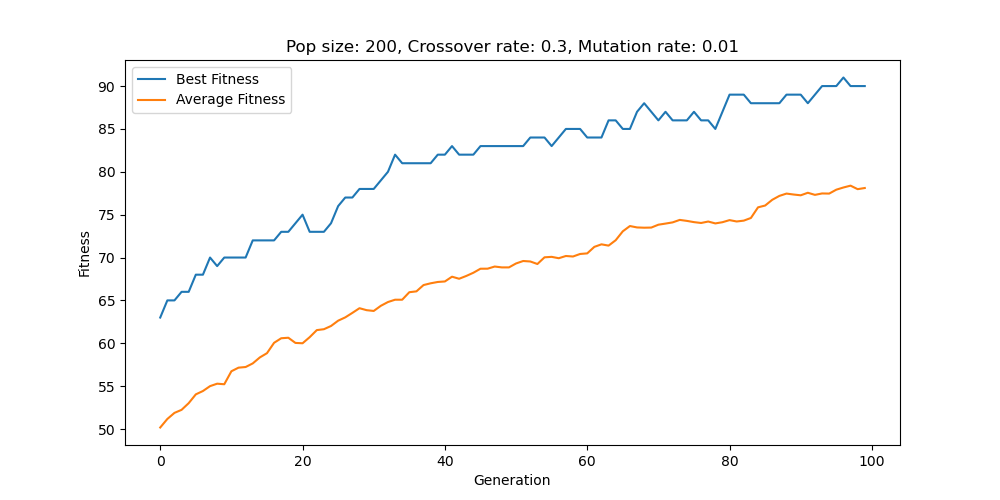 Pop size: 200, Crossover rate: 0.3, Mutation rate: 0.01
Best Fitness
Average Fitness
90
85
80
75
70
65
60
55
50
Fitness
0 20 40 60 80 100
Generation